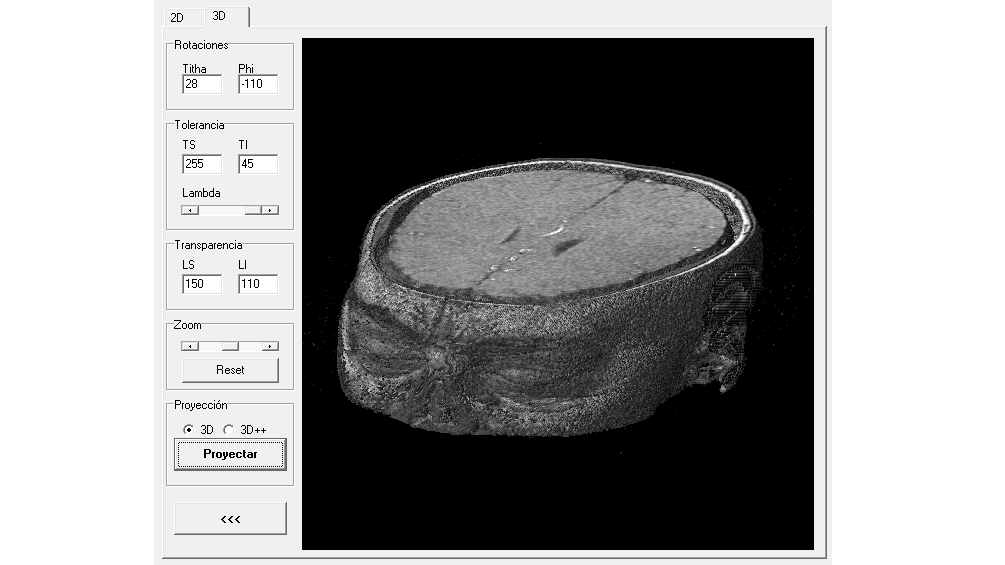 2D 3D
Rotaciones
Titha Phi
28 -110
Tolerancia
TS TI
255 45
Lambda
Transparencia
LS LI
150 110
Zoom
Reset
Proyección
3D 3D++
Proyectar
<<<